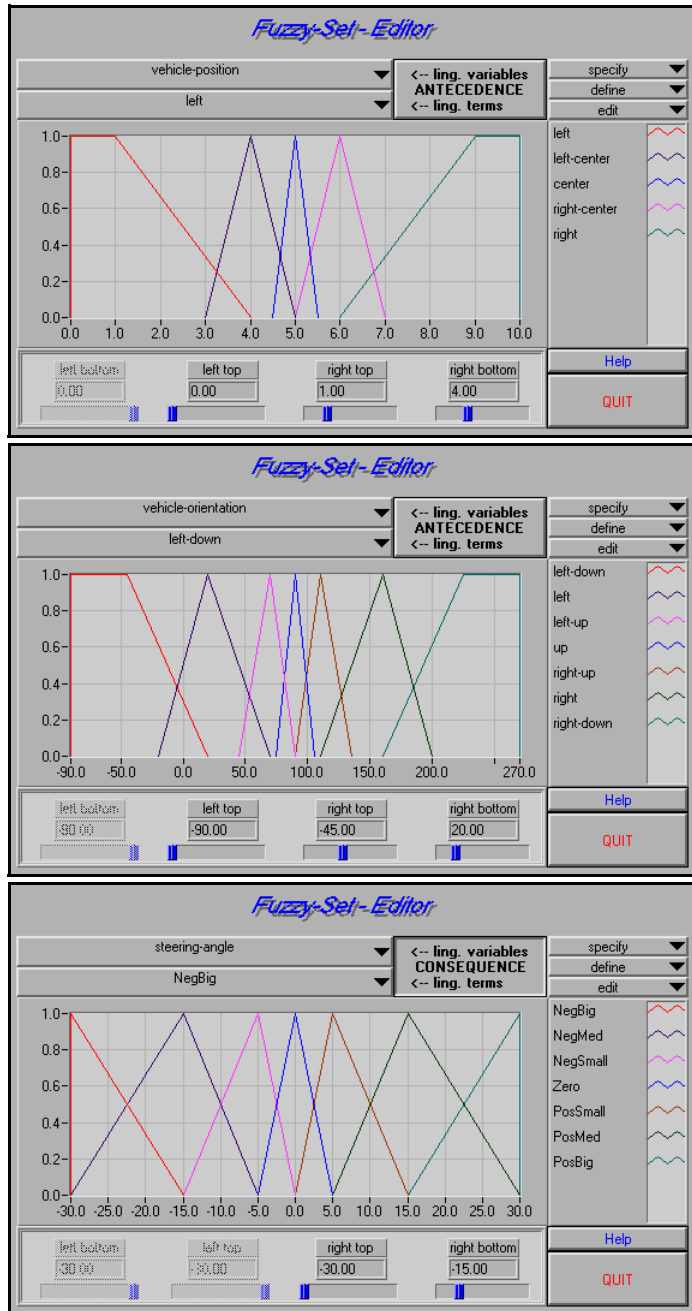 Fuzzy-Set-Editor
vehicle-position
left
<-- ling. variables
ANTECEDENCE
<-- ling. terms
specify
define
edit
1.0-
0.8-
0.6-
0.4-
0.2-
0.0-
0.0 1.0 2.0 3.0 4.0 5.0 6.0 7.0 8.0 9.0 10.0
left
left-center
center
right-center
right
left bottom
0.00
left top
0.00
right top
1.00
right bottom
4.00
Help
QUIT
Fuzzy-Set-Editor
vehicle-orientation
left-down
<-- ling. variables
ANTECEDENCE
<-- ling. terms
specify
define
edit
1.0-
0.8-
0.6-
0.4-
0.2-
0.0-
-90.0 -50.0 0.0 50.0 100.0 150.0 200.0 270.0
left-down
left
left-up
up
right-up
right
right-down
left bottom
-90.00
left top
-90.00
right top
-45.00
right bottom
20.00
Help
QUIT
Fuzzy-Set-Editor
steering-angle
NegBig
<-- ling. variables
CONSEQUENCE
<-- ling. terms
specify
define
edit
1.0-
0.8-
0.6-
0.4-
0.2-
0.0-
-30.0 -25.0 -20.0 -15.0 -10.0 -5.0 0.0 5.0 10.0 15.0 20.0 25.0 30.0
NegBig
NegMed
NegSmall
Zero
PosSmall
PosMed
PosBig
left bottom
-30.00
left top
-30.00
right top
-30.00
right bottom
-15.00
Help
QUIT